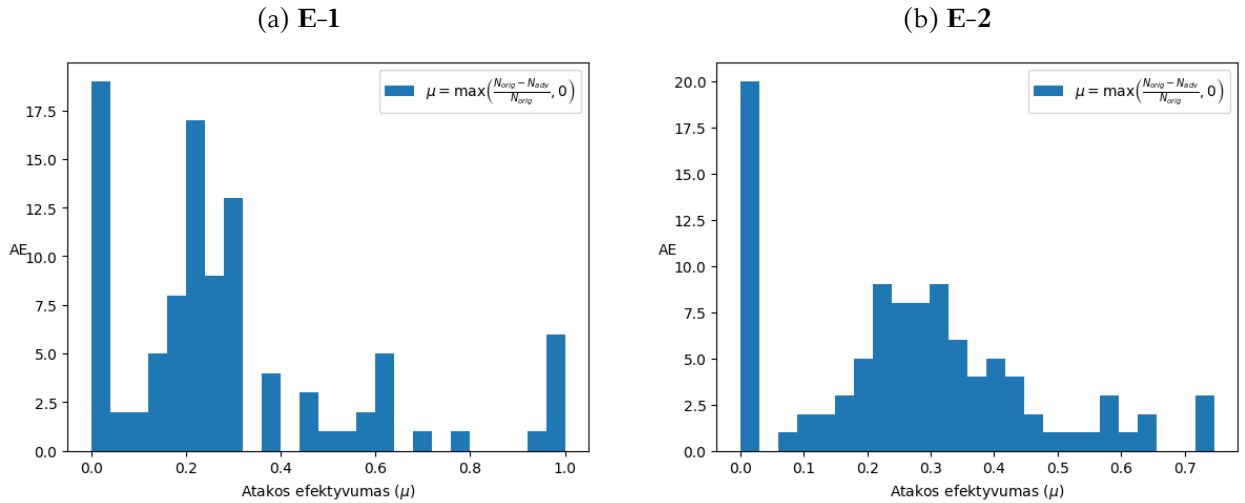 (a) E-1
(b) E-2
μ = max(N_orig − N_adv / N_orig, 0)
17.5
15.0
12.5
10.0
7.5
5.0
2.5
0.0
AE
0.0 0.2 0.4 0.6 0.8 1.0
Atakos efektyvumas (μ)
μ = max(N_orig − N_adv / N_orig, 0)
20.0
17.5
15.0
12.5
10.0
7.5
5.0
2.5
0.0
AE
0.0 0.1 0.2 0.3 0.4 0.5 0.6 0.7
Atakos efektyvumas (μ)